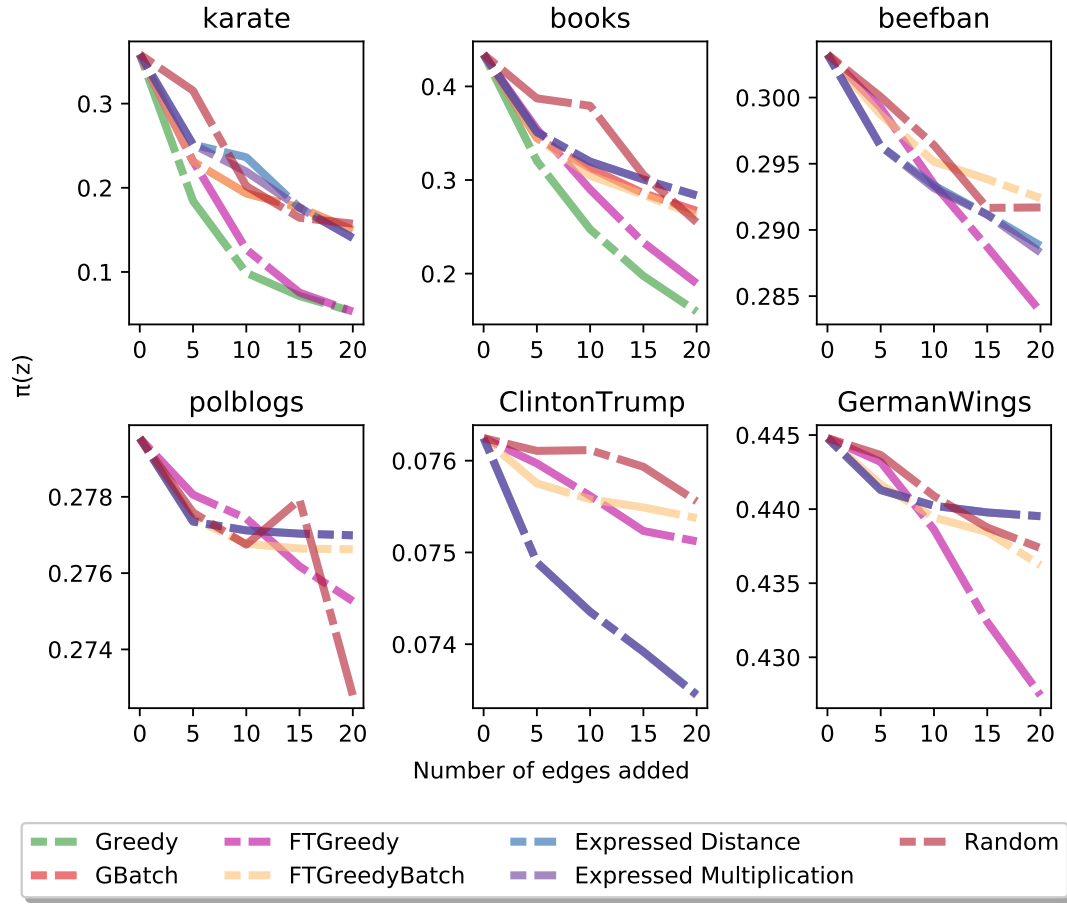 karate
books
beefban
0.3
0.2
0.1
0.4
0.3
0.2
0.300
0.295
0.290
0.285
0 5 10 15 20
0 5 10 15 20
0 5 10 15 20
π(z)
polblogs
ClintonTrump
GermanWings
0.278
0.276
0.274
0.076
0.075
0.074
0.445
0.440
0.435
0.430
0 5 10 15 20
0 5 10 15 20
0 5 10 15 20
Number of edges added
Greedy
FTGreedy
Expressed Distance
Random
GBatch
FTGreedyBatch
Expressed Multiplication